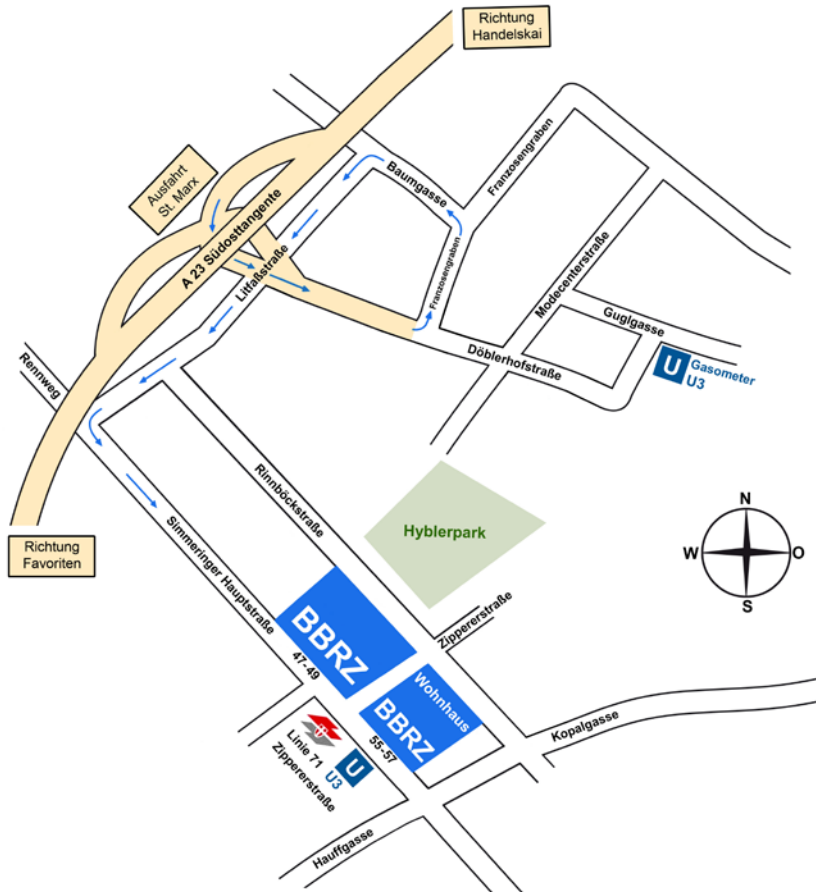 Richtung
Handelskai
Ausfahrt
St. Marx
A 23 Südosttangente
Baumgasse
Franzosengraben
Litfaßstraße
Franzosengraben
Modecenterstraße
Guglgasse
Döblerhofstraße
U
Gasometer
U3
Rennweg
Rinnböckstraße
Hyblerpark
Richtung
Favoriten
Simmeringer Hauptstraße
N
W
O
S
Zippererstraße
BBRZ
47-49
Wohnhaus
BBRZ
55-57
Kopalgasse
Linie 71
U
U3
Zippererstraße
Hauffgasse